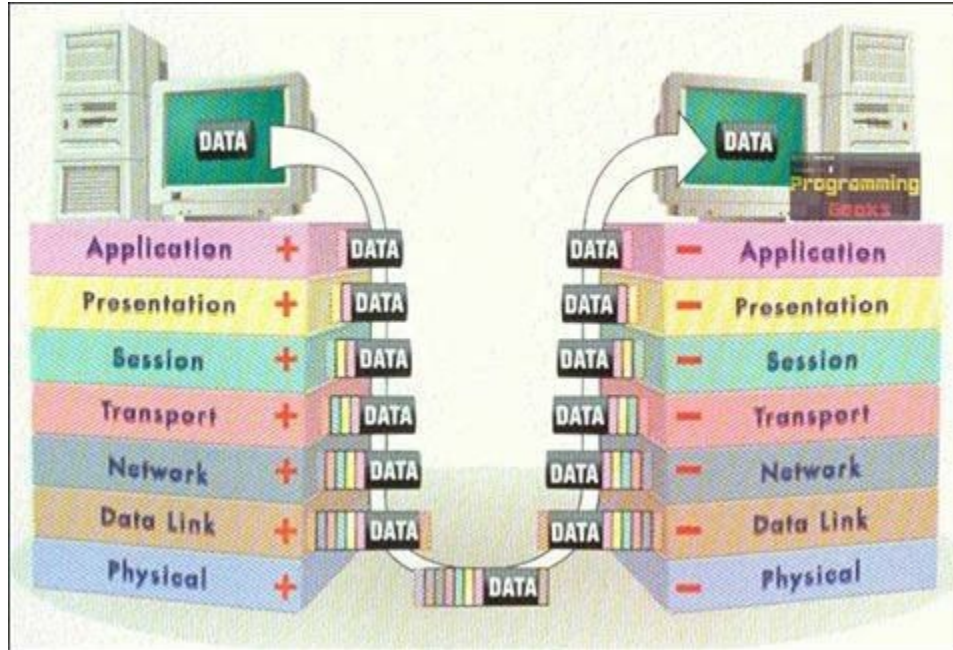 DATA
DATA
Programming
Geeks
Application + DATA
DATA - Application
Presentation + DATA
DATA - Presentation
Session + DATA
DATA - Session
Transport + DATA
DATA - Transport
Network + DATA
DATA - Network
Data Link + DATA
DATA - Data Link
Physical +
DATA
- Physical